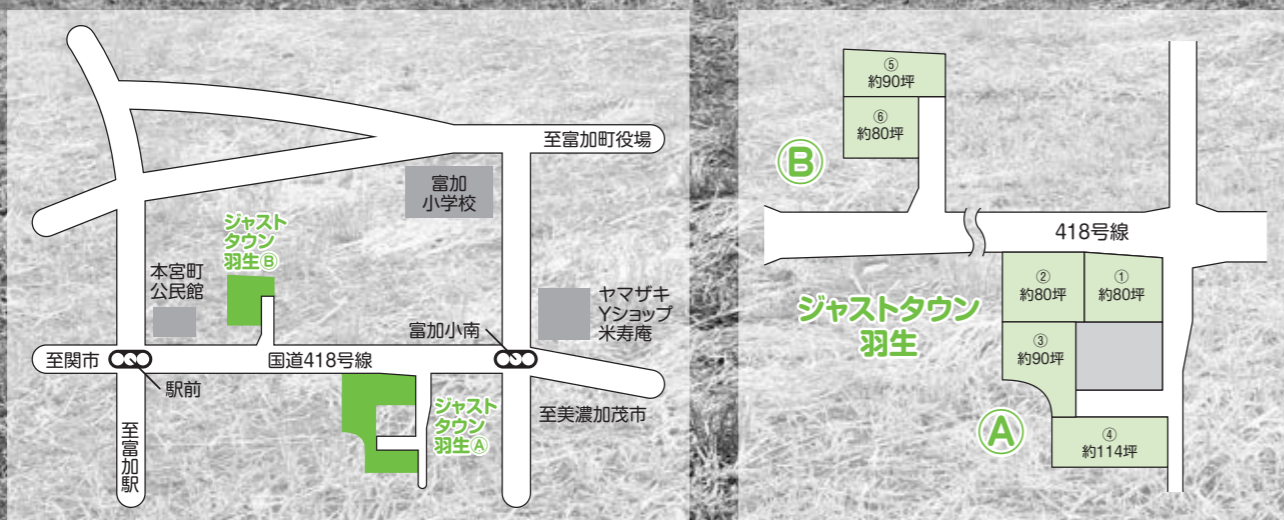 至富加町役場
富加
小学校
ジャスト
タウン
羽生Ⓑ
本宮町
公民館
ヤマザキ
Yショップ
米寿庵
富加小南
至関市
国道418号線
駅前
至美濃加茂市
ジャスト
タウン
羽生Ⓐ
至富加駅
⑤
約90坪
⑥
約80坪
Ⓑ
418号線
②
約80坪
①
約80坪
ジャストタウン
羽生
③
約90坪
Ⓐ
④
約114坪